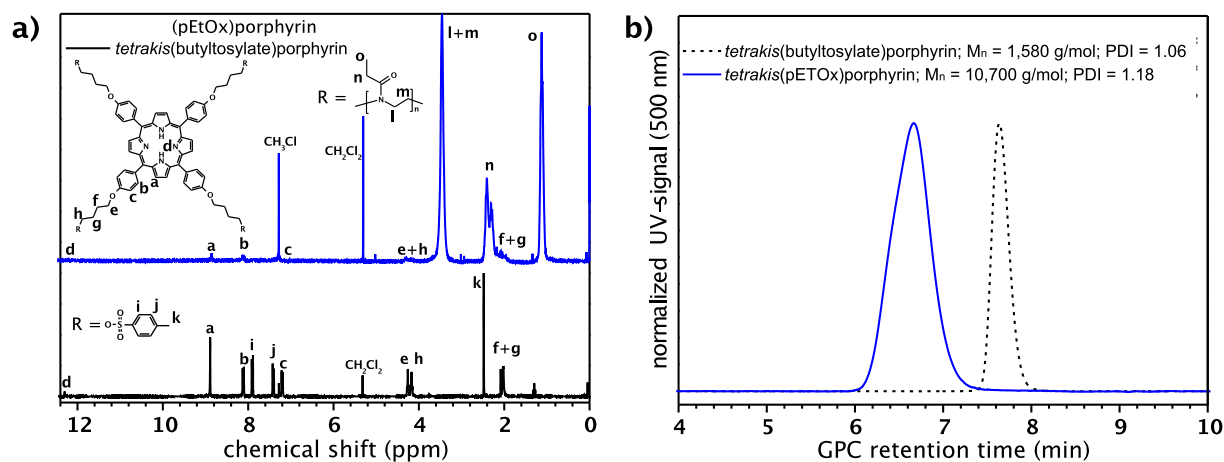 a)
(pEtOx)porphyrin
tetrakis(butyltosylate)porphyrin
R
R
O
O
N
HN
NH
N
d
a
b
c
O
e
f
g
h
R
O
R
R =
o
n
O
N
m
l
n
CH3Cl
CH2Cl2
l+m
o
n
d
a
b
c
e+h
f+g
R =
O
O
S
O
i
j
k
d
a
b
i
j
c
CH2Cl2
e
h
k
f+g
12
10
8
6
4
2
0
chemical shift (ppm)
b)
tetrakis(butyltosylate)porphyrin; Mn = 1,580 g/mol; PDI = 1.06
tetrakis(pETOx)porphyrin; Mn = 10,700 g/mol; PDI = 1.18
normalized UV-signal (500 nm)
4
5
6
7
8
9
10
GPC retention time (min)